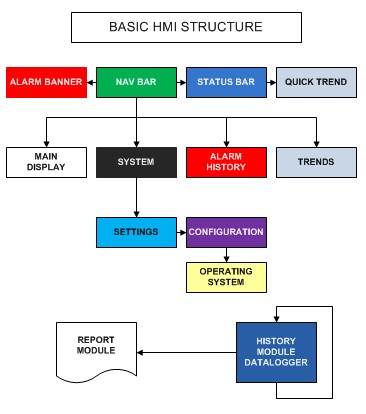 BASIC HMI STRUCTURE
ALARM BANNER
NAV BAR
STATUS BAR
QUICK TREND
MAIN
DISPLAY
SYSTEM
ALARM
HISTORY
TRENDS
SETTINGS
CONFIGURATION
OPERATING
SYSTEM
REPORT
MODULE
HISTORY
MODULE
DATALOGGER